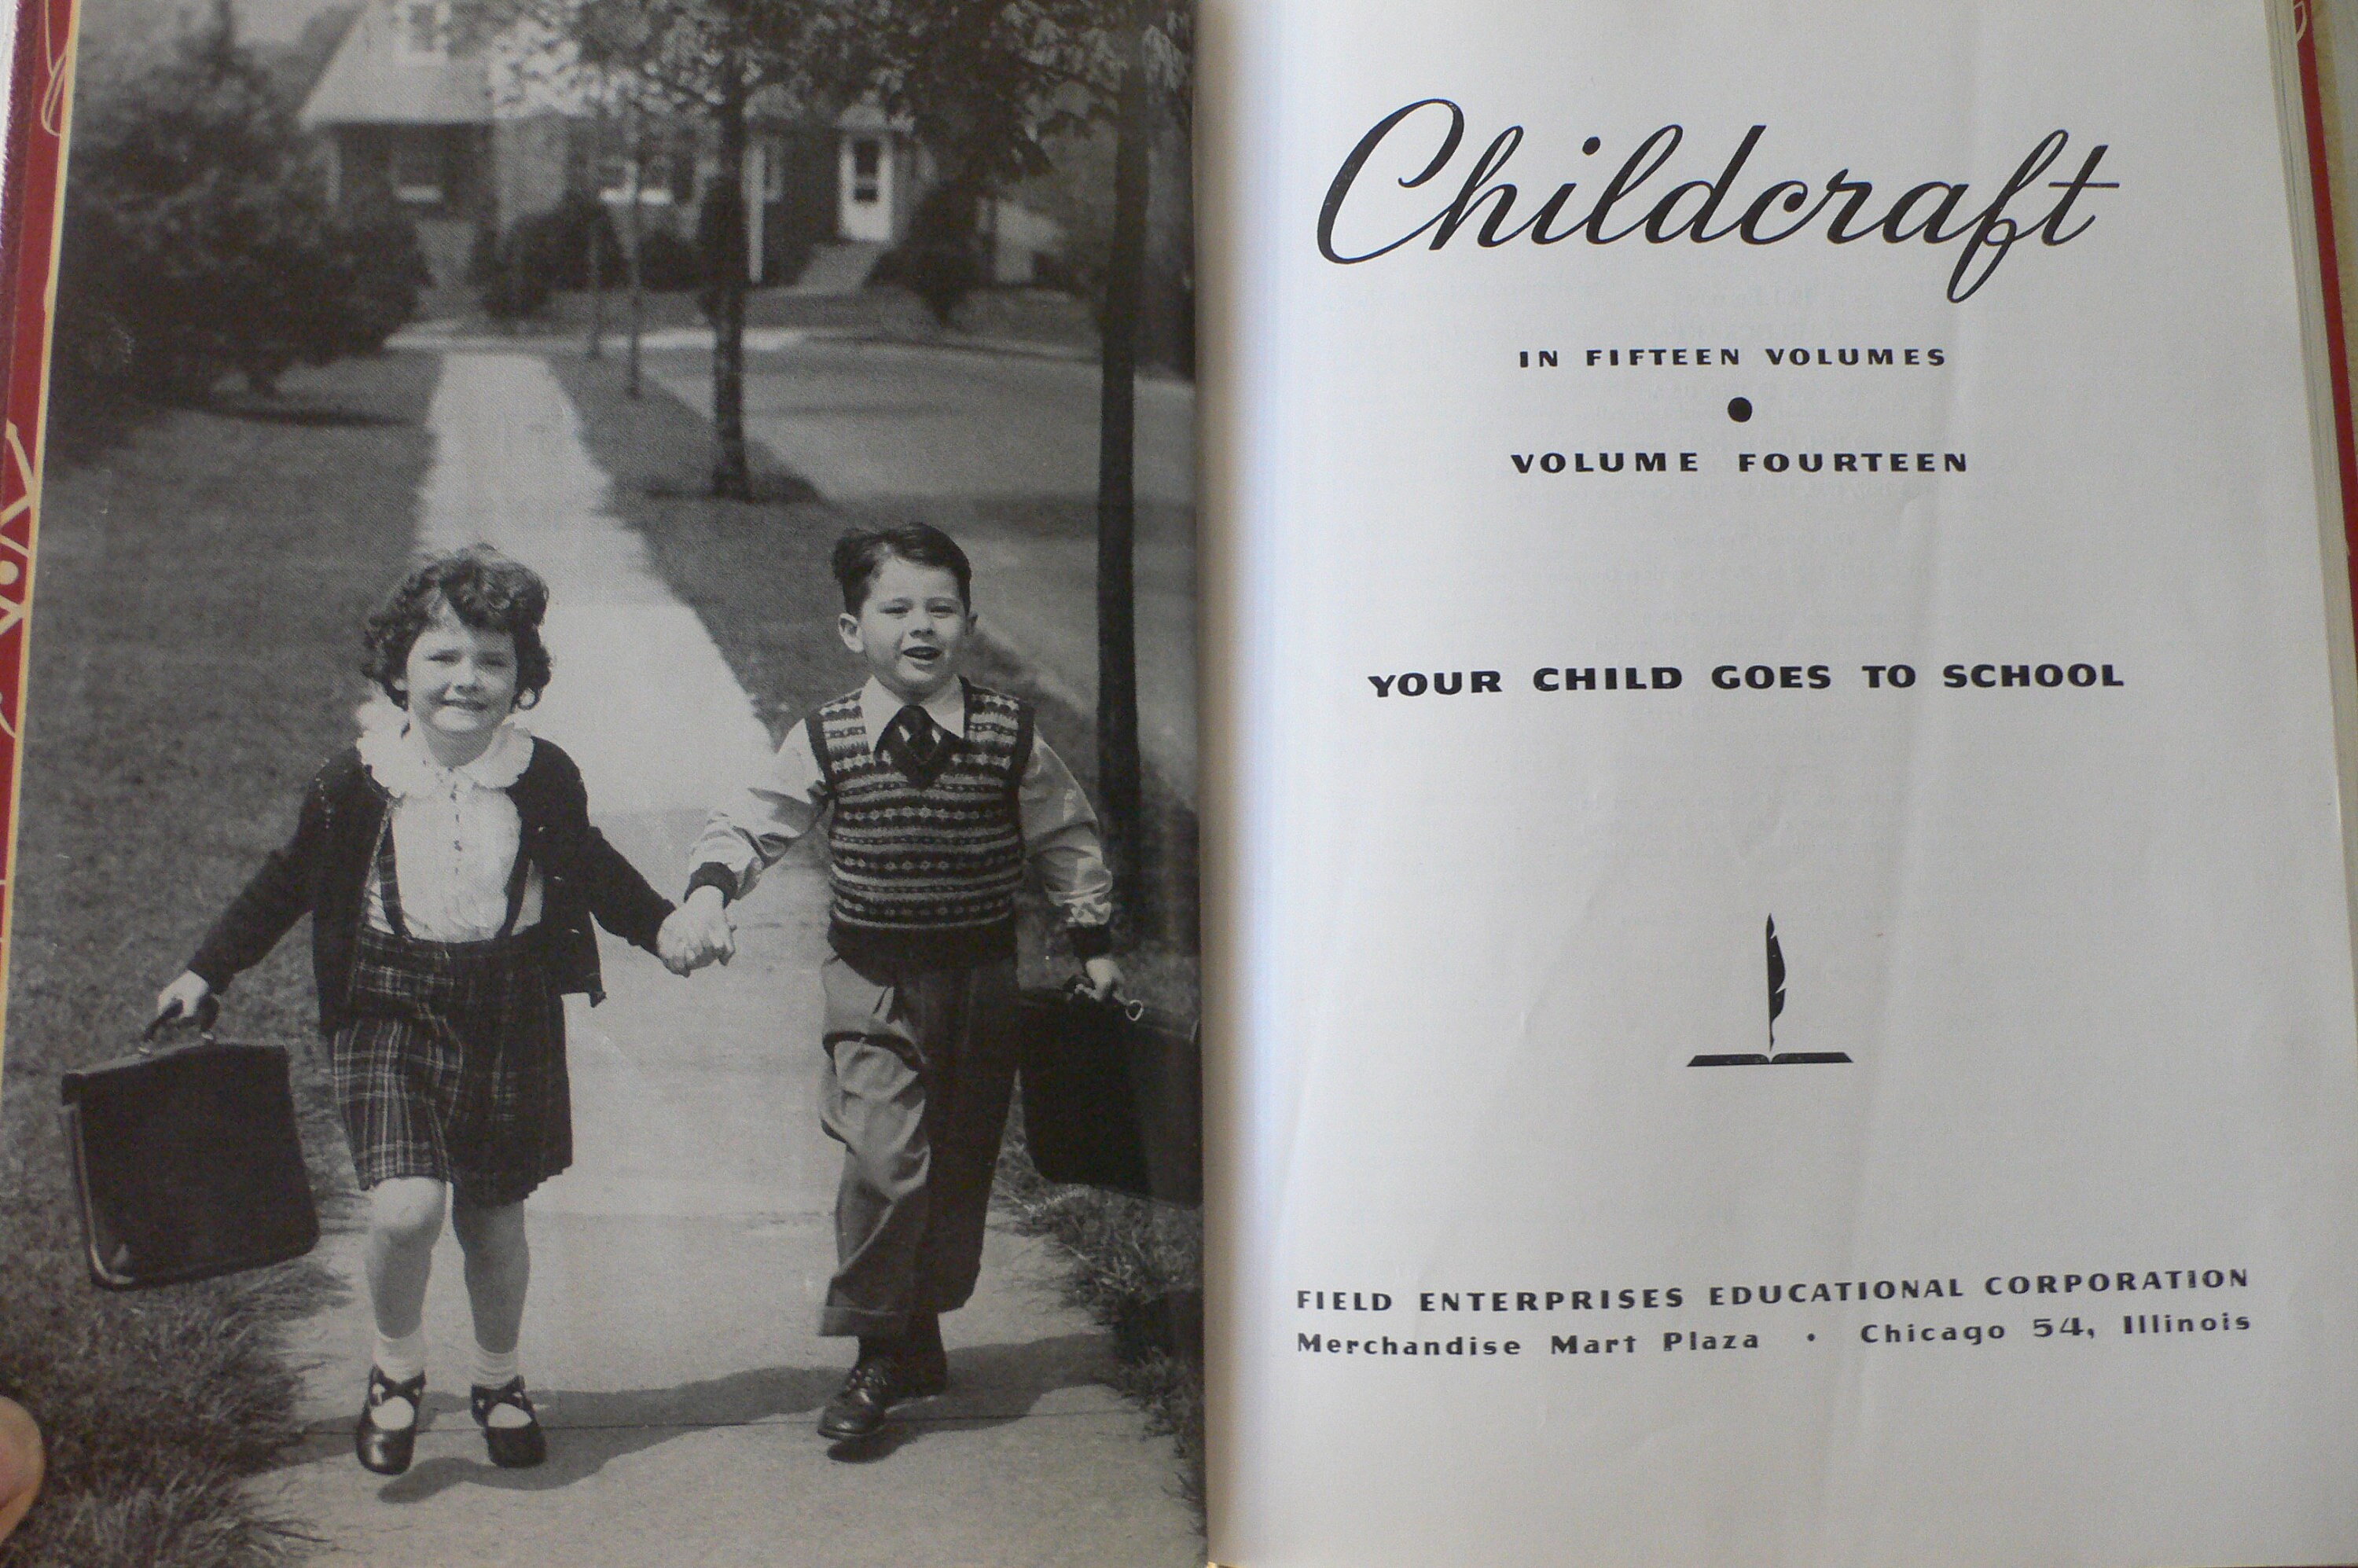 Childcraft
IN FIFTEEN VOLUMES
●
VOLUME FOURTEEN
YOUR CHILD GOES TO SCHOOL
FIELD ENTERPRISES EDUCATIONAL CORPORATION
Merchandise Mart Plaza • Chicago 54, Illinois